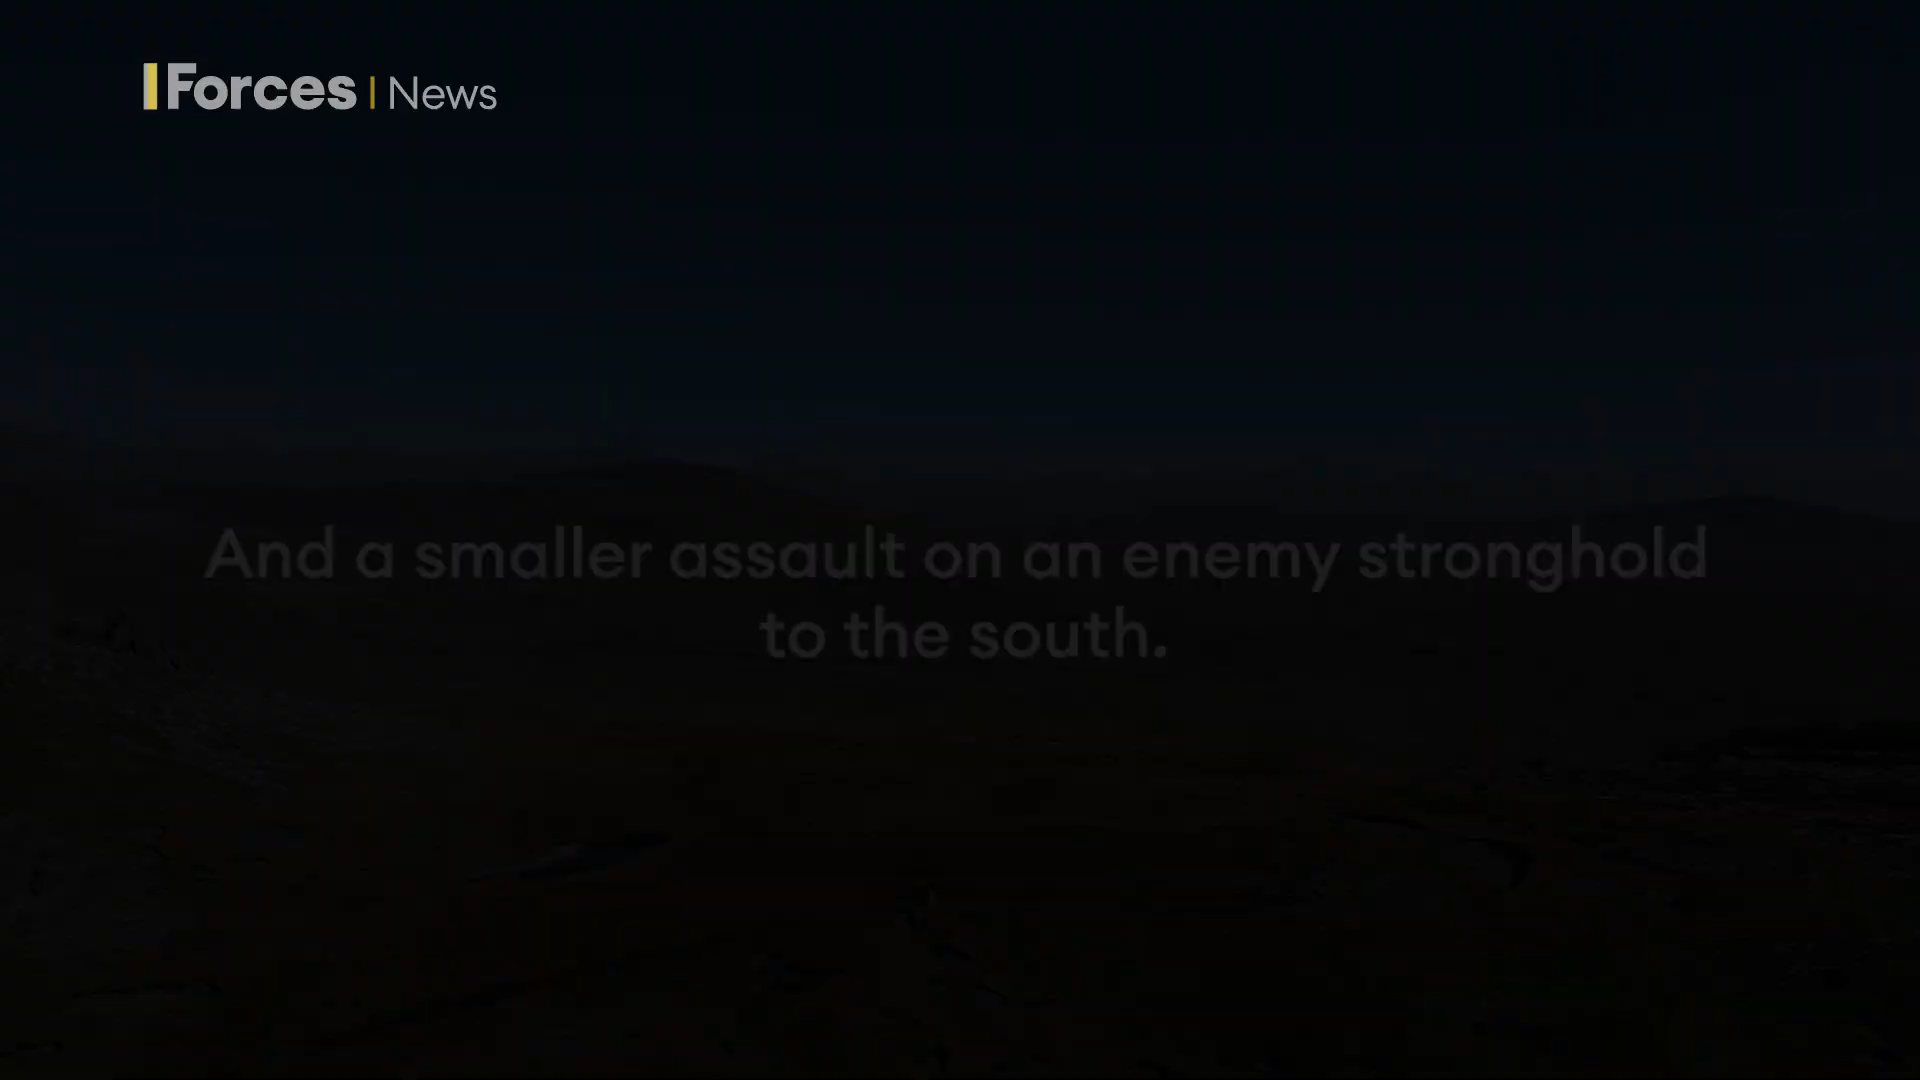 Forces | News
And a smaller assault on an enemy stronghold
to the south.